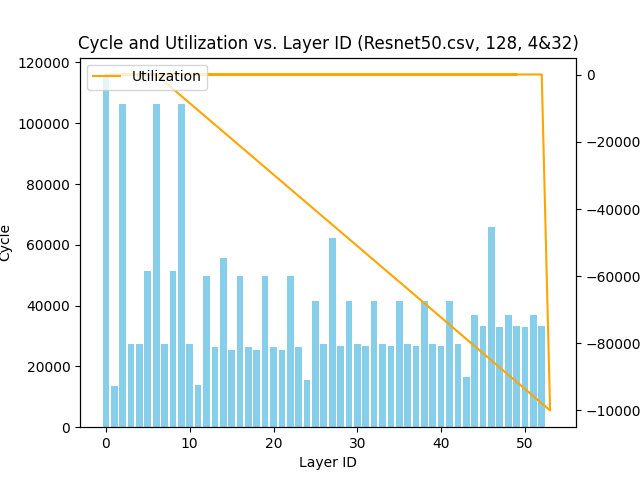 Cycle and Utilization vs. Layer ID (Resnet50.csv, 128, 4&32)
Utilization
120000
100000
80000
60000
40000
20000
0
Cycle
0
−20000
−40000
−60000
−80000
−100000
0 10 20 30 40 50
Layer ID